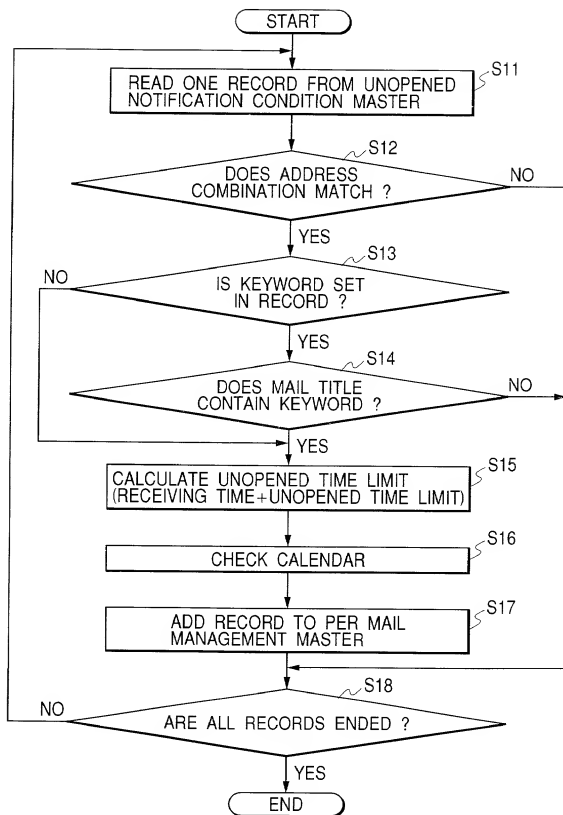 START
READ ONE RECORD FROM UNOPENED
NOTIFICATION CONDITION MASTER
S11
DOES ADDRESS
COMBINATION MATCH ?
S12
NO
YES
IS KEYWORD SET
IN RECORD ?
S13
NO
YES
DOES MAIL TITLE
CONTAIN KEYWORD ?
S14
NO
YES
CALCULATE UNOPENED TIME LIMIT
(RECEIVING TIME+UNOPENED TIME LIMIT)
S15
CHECK CALENDAR
S16
ADD RECORD TO PER MAIL
MANAGEMENT MASTER
S17
ARE ALL RECORDS ENDED ?
S18
NO
YES
END